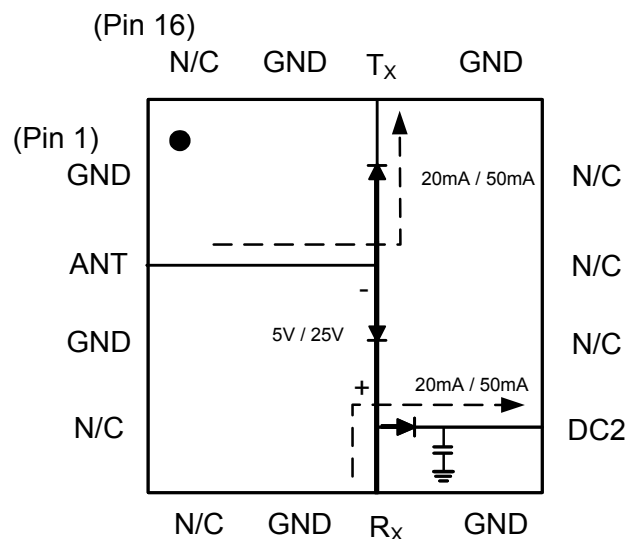 (Pin 16)
N/C GND TX GND
(Pin 1)
GND 20mA / 50mA N/C
ANT N/C
-
GND 5V / 25V N/C
+ 20mA / 50mA
N/C DC2
N/C GND RX GND